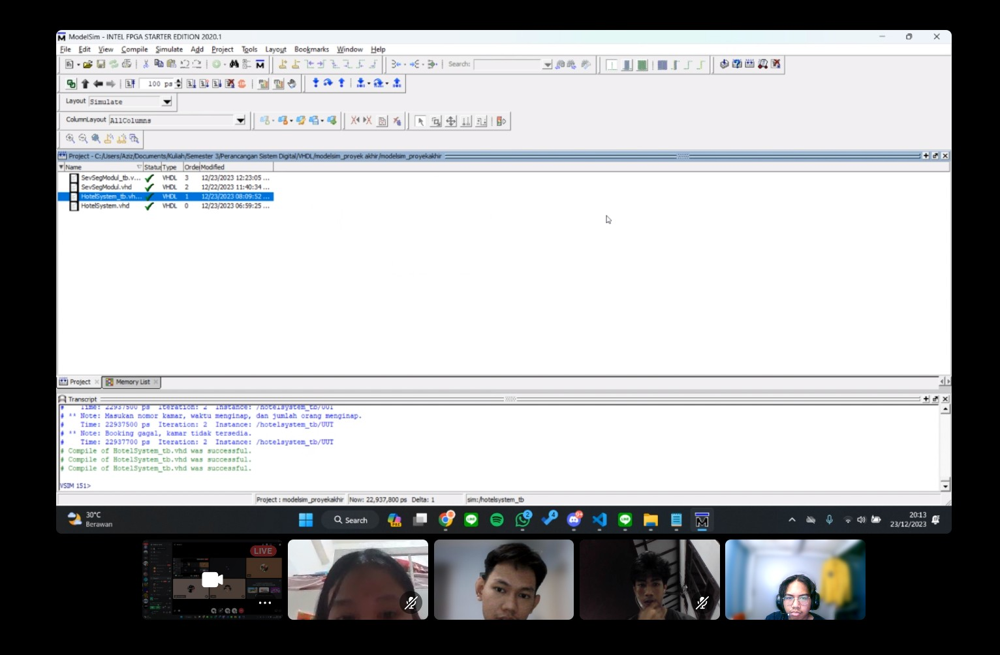 ModelSim - INTEL FPGA STARTER EDITION 2020.1
File Edit View Compile Simulate Add Project Tools Layout Bookmarks Window Help
Search:
100 ps
Layout Simulate
ColumnLayout AllColumns
Project - C:/Users/Aziz/Documents/Kuliah/Semester 3/Perancangan Sistem Digital/VHDL/modelsim_proyek akhir/modelsim_proyekakhir
Name Status Type Order Modified
SevSegModul_tb.v... VHDL 3 12/23/2023 12:23:05 ...
SevSegModul.vhd VHDL 2 12/22/2023 11:40:34 ...
HotelSystem_tb.vh... VHDL 1 12/23/2023 08:09:52 ...
HotelSystem.vhd VHDL 0 12/23/2023 06:59:25 ...
Project Memory List
Transcript
# Time: 22937500 ps Iteration: 2 Instance: /hotelsystem_tb/UUT
# ** Note: Masukan nomor kamar, waktu menginap, dan jumlah orang menginap.
# Time: 22937500 ps Iteration: 2 Instance: /hotelsystem_tb/UUT
# ** Note: Booking gagal, kamar tidak tersedia.
# Time: 22937700 ps Iteration: 2 Instance: /hotelsystem_tb/UUT
# Compile of HotelSystem_tb.vhd was successful.
# Compile of HotelSystem_tb.vhd was successful.
# Compile of HotelSystem_tb.vhd was successful.
VSIM 151>
Project : modelsim_proyekakhir Now: 22,937,800 ps Delta: 1 sim:/hotelsystem_tb
30°C
Berawan
Search
PRE
2
4
9+
20:13
23/12/2023
LIVE